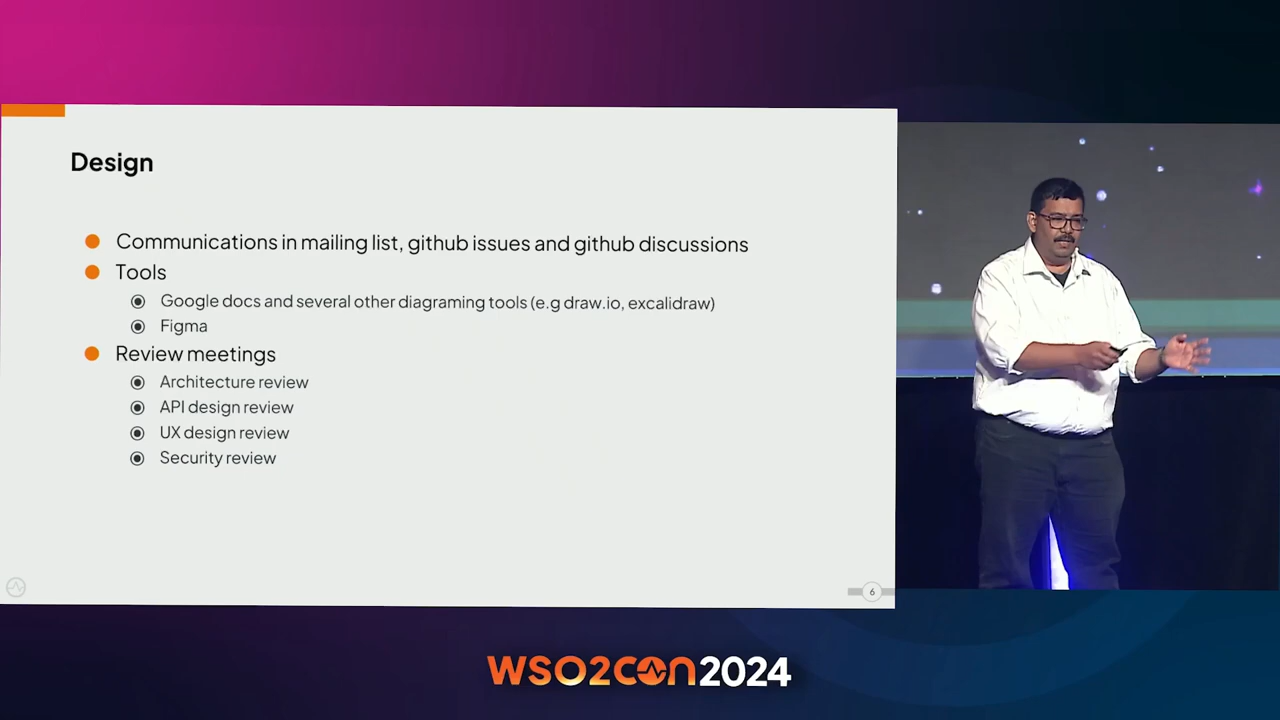 Design
Communications in mailing list, github issues and github discussions
Tools
Google docs and several other diagraming tools (e.g draw.io, excalidraw)
Figma
Review meetings
Architecture review
API design review
UX design review
Security review
6
WSO2CON2024